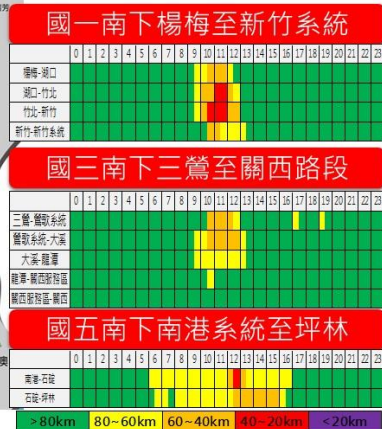 國一南下楊梅至新竹系統
0 1 2 3 4 5 6 7 8 9 10 11 12 13 14 15 16 17 18 19 20 21 22 23
楊梅-湖口
湖口-竹北
竹北-新竹
新竹-新竹系統
國三南下三鶯至關西路段
0 1 2 3 4 5 6 7 8 9 10 11 12 13 14 15 16 17 18 19 20 21 22 23
三鶯-鶯歌系統
鶯歌系統-大溪
大溪-龍潭
龍潭-關西服務區
關西服務區-關西
國五南下南港系統至坪林
0 1 2 3 4 5 6 7 8 9 10 11 12 13 14 15 16 17 18 19 20 21 22 23
南港-石碇
石碇-坪林
>80km 80~60km 60~40km 40~20km <20km